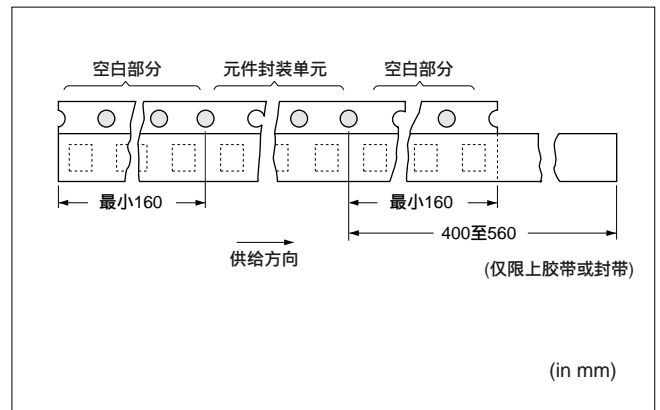 空白部分
元件封装单元
空白部分
最小160
最小160
400至560
供给方向
(仅限上胶带或封带)
(in mm)